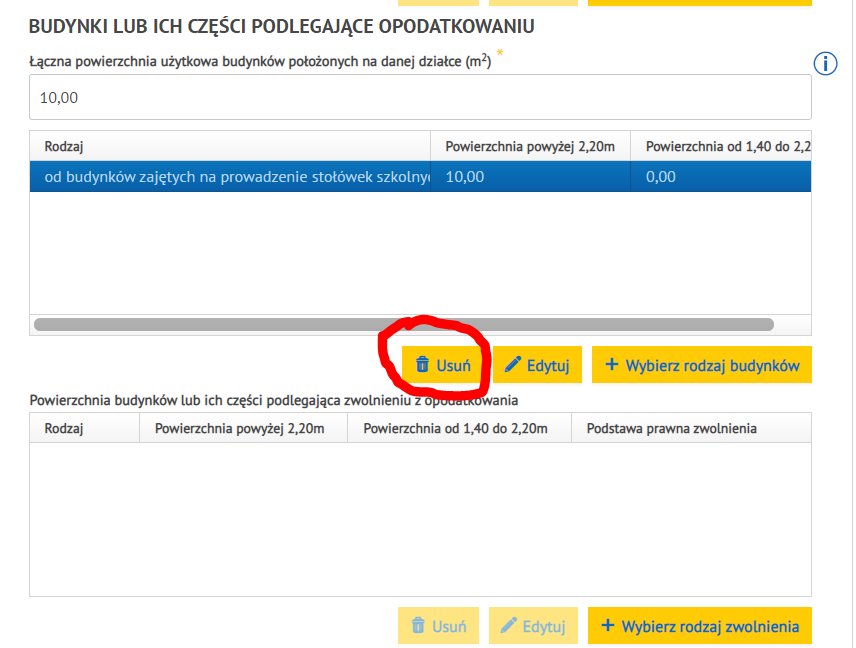 BUDYNKI LUB ICH CZĘŚCI PODLEGAJĄCE OPODATKOWANIU
Łączna powierzchnia użytkowa budynków położonych na danej działce (m²) *
10,00
Rodzaj Powierzchnia powyżej 2,20m Powierzchnia od 1,40 do 2,2
od budynków zajętych na prowadzenie stołówek szkolny 10,00 0,00
Usuń Edytuj + Wybierz rodzaj budynków
Powierzchnia budynków lub ich części podlegająca zwolnieniu z opodatkowania
Rodzaj Powierzchnia powyżej 2,20m Powierzchnia od 1,40 do 2,20m Podstawa prawna zwolnienia
Usuń Edytuj + Wybierz rodzaj zwolnienia